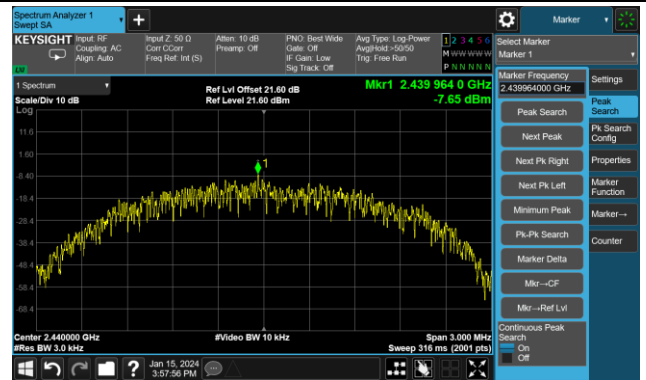 Spectrum Analyzer 1
Swept SA
Marker
KEYSIGHT
Input: RF
Coupling: AC
Align: Auto
Input Z: 50 Ω
Corr CCorr
Freq Ref: Int (S)
Atten: 10 dB
Preamp: Off
PNO: Best Wide
Gate: Off
IF Gain: Low
Sig Track: Off
Avg Type: Log-Power
Avg|Hold:>50/50
Trig: Free Run
1 2 3 4 5 6
M W W W W W
P N N N N N
Select Marker
Marker 1
LW
1 Spectrum
Scale/Div 10 dB
Log
Ref Lvl Offset 21.60 dB
Ref Level 21.60 dBm
Mkr1 2.439 964 0 GHz
-7.65 dBm
11.6
1.60
-8.40
-18.4
-28.4
-38.4
-48.4
-58.4
-68.4
1
Center 2.440000 GHz
#Res BW 3.0 kHz
#Video BW 10 kHz
Span 3.000 MHz
Sweep 316 ms (2001 pts)
Marker Frequency
2.439964000 GHz
Peak Search
Next Peak
Next Pk Right
Next Pk Left
Minimum Peak
Pk-Pk Search
Marker Delta
Mkr→CF
Mkr→Ref Lvl
Continuous Peak
Search
On
Off
Settings
Peak
Search
Pk Search
Config
Properties
Marker
Function
Marker→
Counter
?
Jan 15, 2024
3:57:56 PM